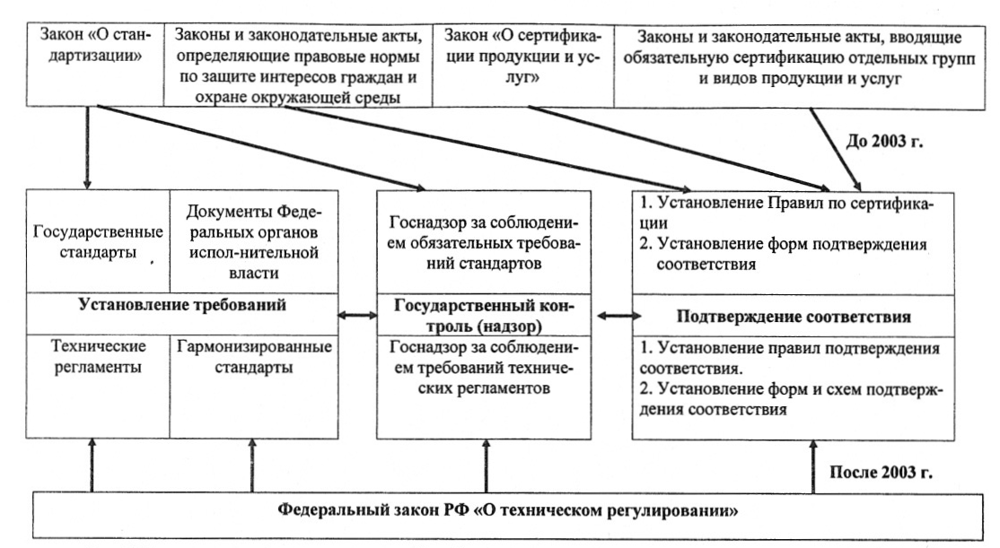 Закон «О стан-
дартизации»
Законы и законодательные акты,
определяющие правовые нормы
по защите интересов граждан и
охране окружающей среды
Закон «О сертифика-
ции продукции и ус-
луг»
Законы и законодательные акты, вводящие
обязательную сертификацию отдельных групп
и видов продукции и услуг
До 2003 г.
Государственные
стандарты
Документы Феде-
ральных органов
испол-нительной
власти
Госнадзор за соблюдени-
ем обязательных требова-
ний стандартов
1. Установление Правил по сертифика-
ции
2. Установление форм подтверждения
соответствия
Установление требований
Государственный кон-
троль (надзор)
Подтверждение соответствия
Технические
регламенты
Гармонизированные
стандарты
Госнадзор за соблюдени-
ем требований техниче-
ских регламентов
1. Установление правил подтверждения
соответствия.
2. Установление форм и схем подтверж-
дения соответствия
После 2003 г.
Федеральный закон РФ «О техническом регулировании»